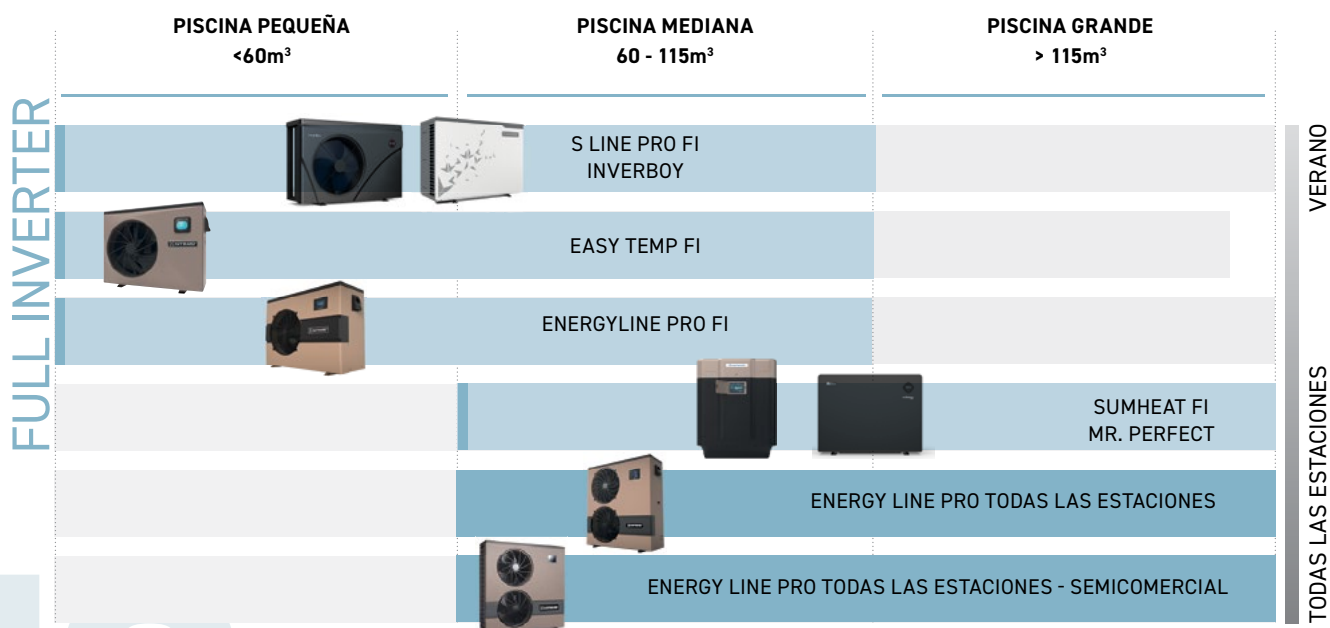 PISCINA PEQUEÑA
<60m³
PISCINA MEDIANA
60 - 115m³
PISCINA GRANDE
> 115m³
FULL INVERTER
VERANO
TODAS LAS ESTACIONES
S LINE PRO FI
INVERBOY
EASY TEMP FI
ENERGYLINE PRO FI
SUMHEAT FI
MR. PERFECT
ENERGY LINE PRO TODAS LAS ESTACIONES
ENERGY LINE PRO TODAS LAS ESTACIONES - SEMICOMERCIAL